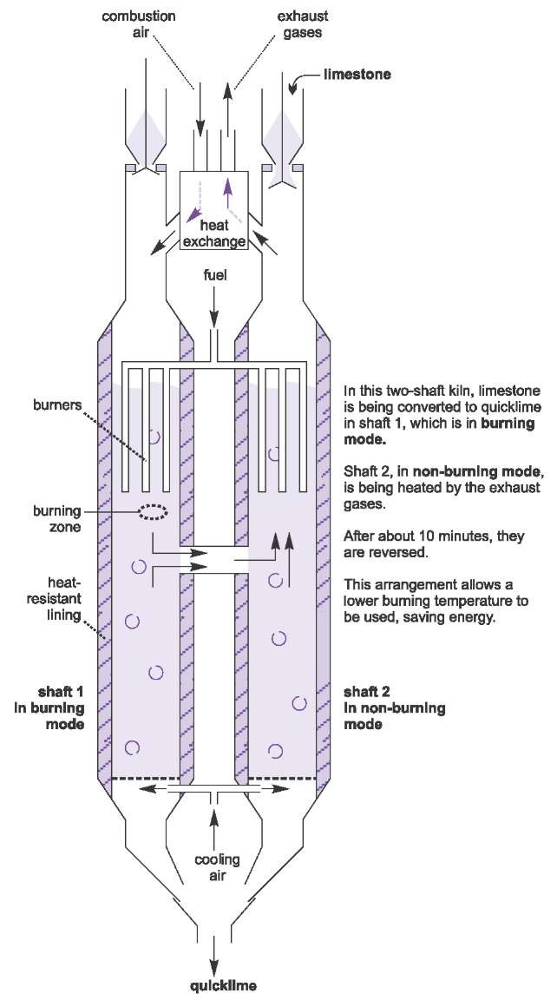 combustion
air
exhaust
gases
limestone
heat
exchange
fuel
burners
burning
zone
heat-
resistant
lining
shaft 1
in burning
mode
In this two-shaft kiln, limestone
is being converted to quicklime
in shaft 1, which is in burning
mode.
Shaft 2, in non-burning mode,
is being heated by the exhaust
gases.
After about 10 minutes, they
are reversed.
This arrangement allows a
lower burning temperature to
be used, saving energy.
shaft 2
in non-burning
mode
cooling
air
quicklime